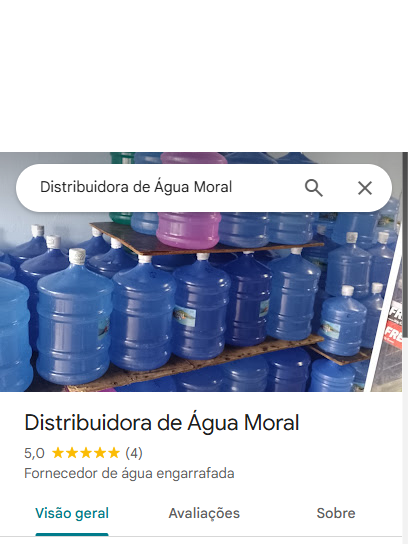 Distribuidora de Água Moral
Distribuidora de Água Moral
5,0 ★★★★★ (4)
Fornecedor de água engarrafada
Visão geral Avaliações Sobre